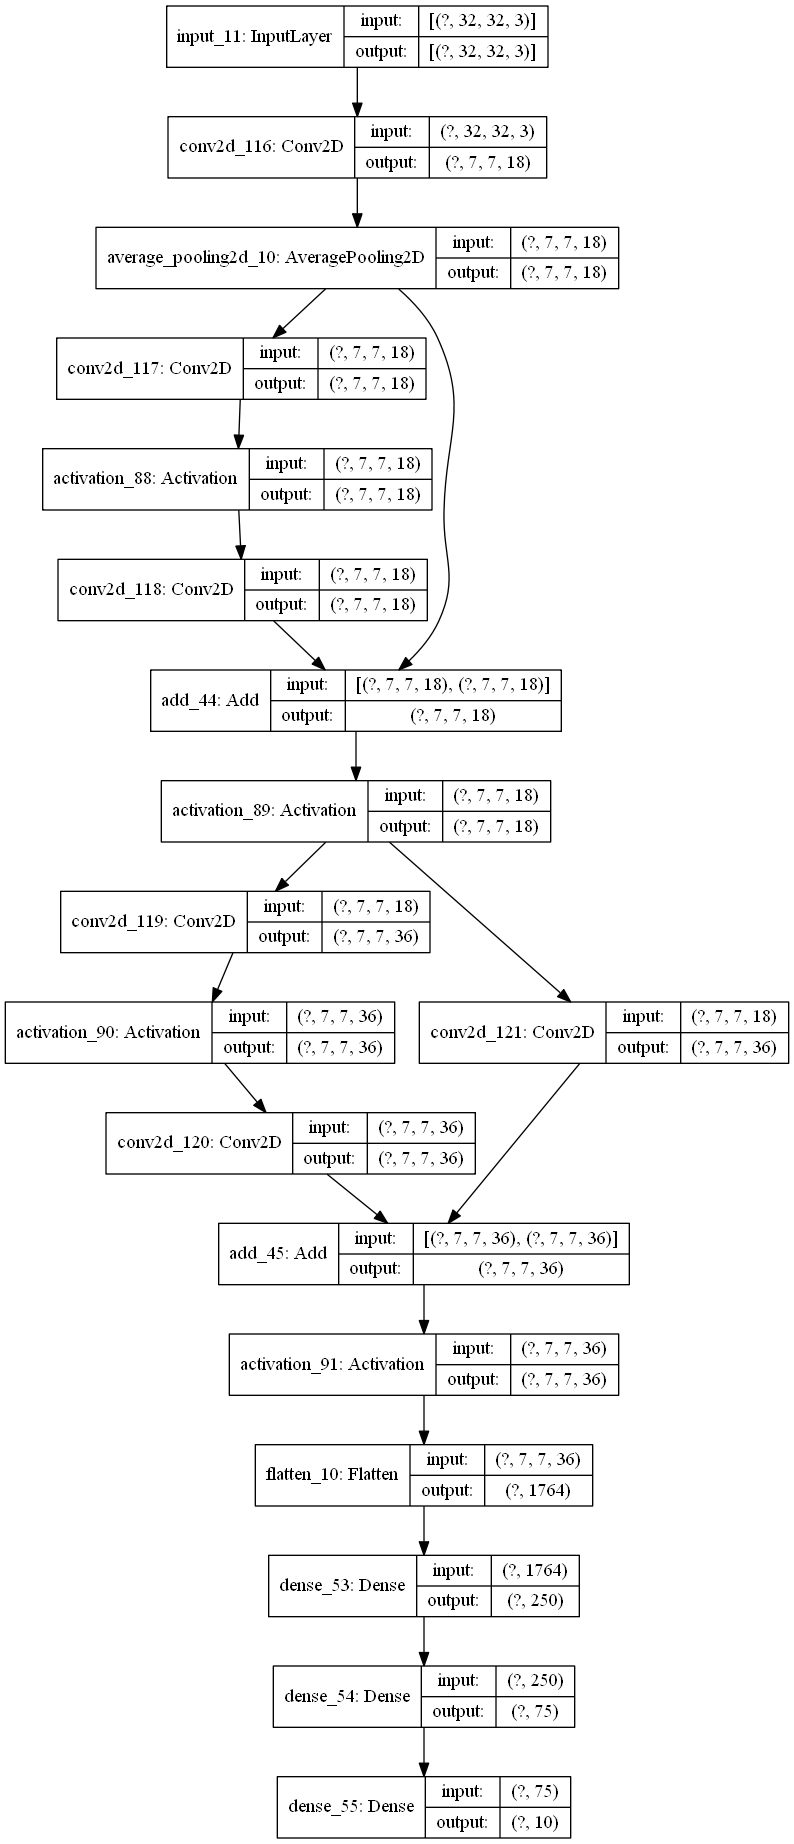 input_11: InputLayer
input: [(?, 32, 32, 3)]
output: [(?, 32, 32, 3)]
conv2d_116: Conv2D
input: (?, 32, 32, 3)
output: (?, 7, 7, 18)
average_pooling2d_10: AveragePooling2D
input: (?, 7, 7, 18)
output: (?, 7, 7, 18)
conv2d_117: Conv2D
input: (?, 7, 7, 18)
output: (?, 7, 7, 18)
activation_88: Activation
input: (?, 7, 7, 18)
output: (?, 7, 7, 18)
conv2d_118: Conv2D
input: (?, 7, 7, 18)
output: (?, 7, 7, 18)
add_44: Add
input: [(?, 7, 7, 18), (?, 7, 7, 18)]
output: (?, 7, 7, 18)
activation_89: Activation
input: (?, 7, 7, 18)
output: (?, 7, 7, 18)
conv2d_119: Conv2D
input: (?, 7, 7, 18)
output: (?, 7, 7, 36)
activation_90: Activation
input: (?, 7, 7, 36)
output: (?, 7, 7, 36)
conv2d_121: Conv2D
input: (?, 7, 7, 18)
output: (?, 7, 7, 36)
conv2d_120: Conv2D
input: (?, 7, 7, 36)
output: (?, 7, 7, 36)
add_45: Add
input: [(?, 7, 7, 36), (?, 7, 7, 36)]
output: (?, 7, 7, 36)
activation_91: Activation
input: (?, 7, 7, 36)
output: (?, 7, 7, 36)
flatten_10: Flatten
input: (?, 7, 7, 36)
output: (?, 1764)
dense_53: Dense
input: (?, 1764)
output: (?, 250)
dense_54: Dense
input: (?, 250)
output: (?, 75)
dense_55: Dense
input: (?, 75)
output: (?, 10)